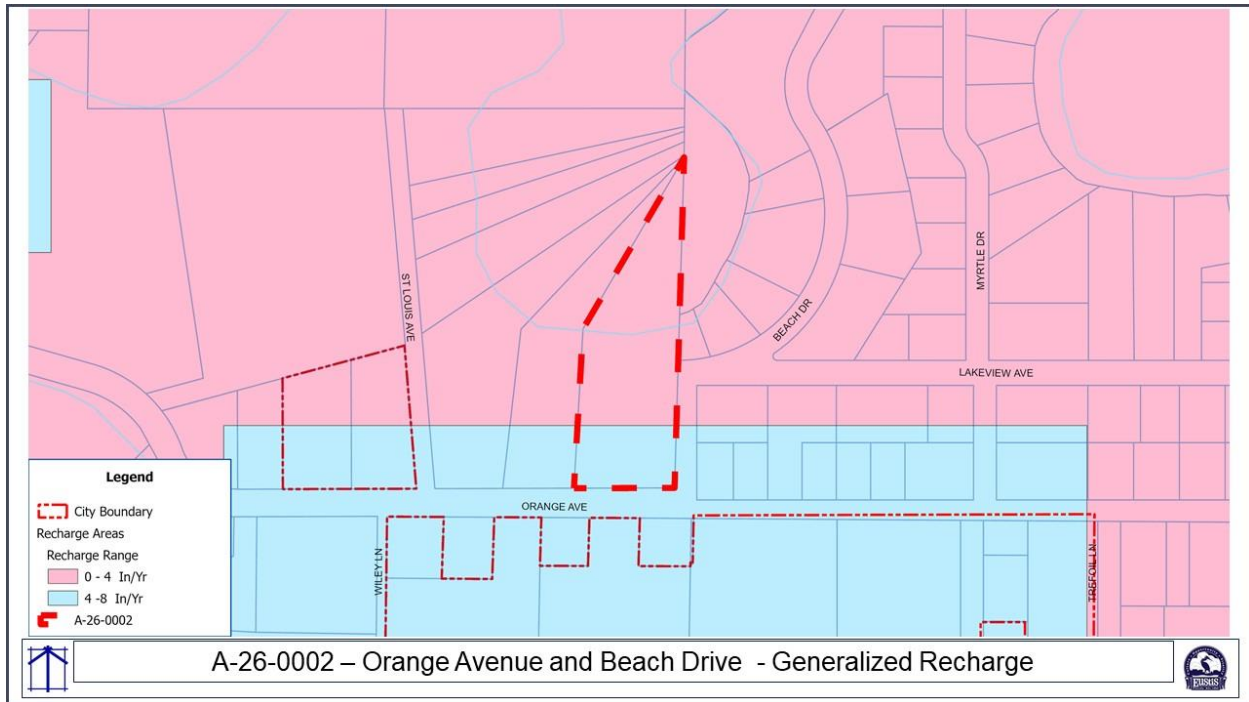 ST LOUIS AVE
BEACH DR
MYRTLE DR
LAKEVIEW AVE
ORANGE AVE
WILEY LN
TREFOIL LN
Legend
City Boundary
Recharge Areas
Recharge Range
0 - 4 In/Yr
4 -8 In/Yr
A-26-0002
A-26-0002 – Orange Avenue and Beach Drive - Generalized Recharge
EUSTIS